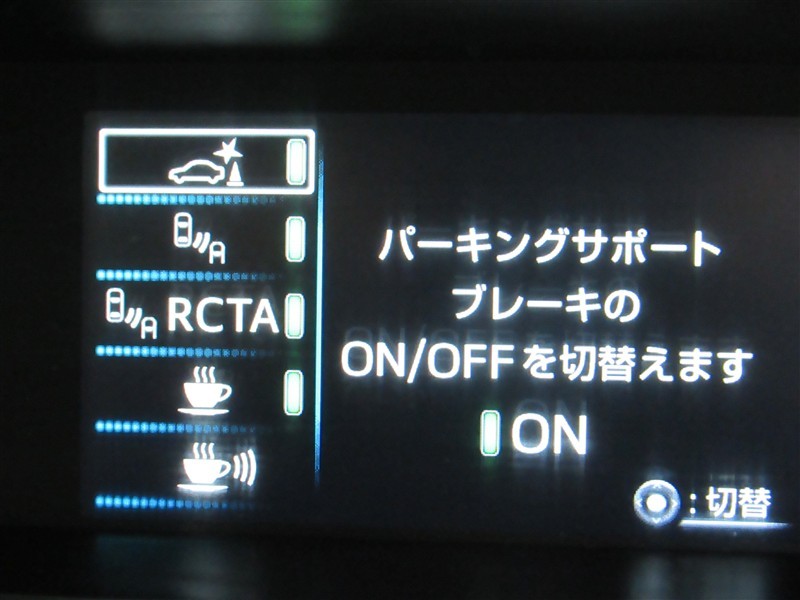 RCTA
パーキングサポート
ブレーキの
ON/OFFを切替えます
ON
:切替